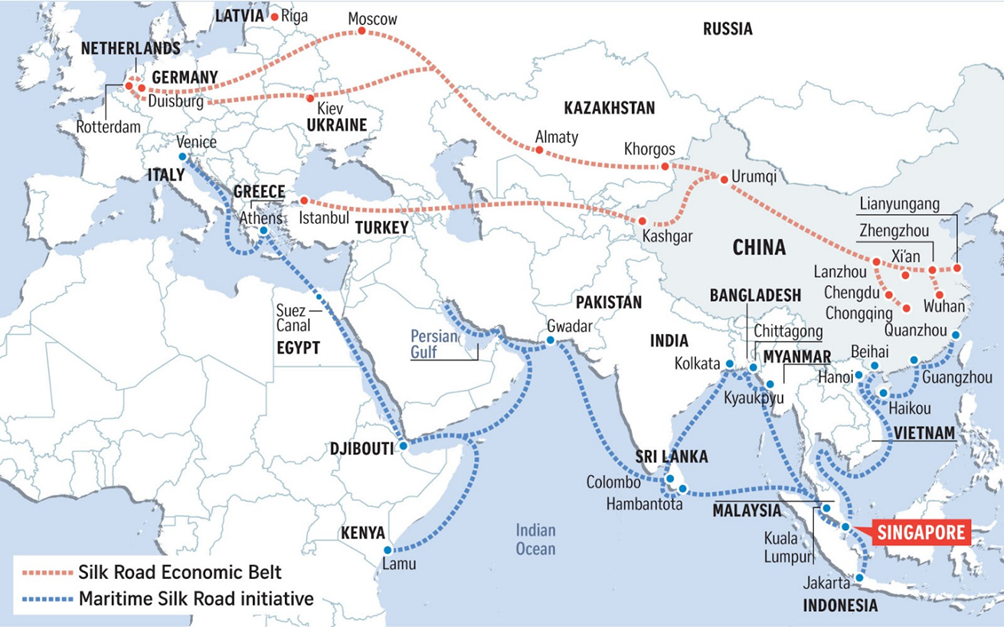 LATVIA
Riga
Moscow
RUSSIA
NETHERLANDS
GERMANY
Duisburg
Kiev
UKRAINE
Rotterdam
KAZAKHSTAN
Almaty
Khorgos
Urumqi
Venice
ITALY
GREECE
Athens
Istanbul
TURKEY
Kashgar
CHINA
Lianyungang
Zhengzhou
Xi'an
Lanzhou
Chengdu
Chongqing
Wuhan
Quanzhou
Suez
Canal
EGYPT
Persian
Gulf
PAKISTAN
Gwadar
BANGLADESH
Chittagong
INDIA
MYANMAR
Kolkata
Kyaukpyu
Beihai
Hanoi
Guangzhou
Haikou
VIETNAM
DJIBOUTI
SRI LANKA
Colombo
Hambantota
MALAYSIA
KENYA
Lamu
Indian
Ocean
Kuala
Lumpur
SINGAPORE
Jakarta
INDONESIA
Silk Road Economic Belt
Maritime Silk Road initiative